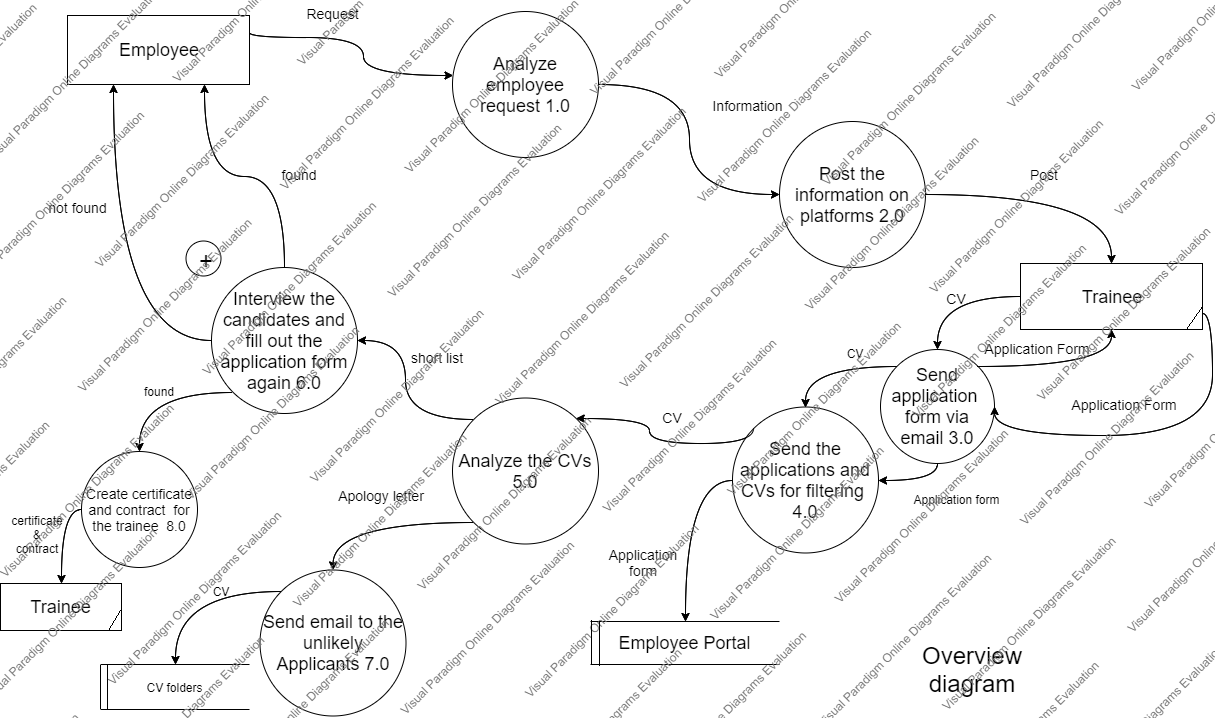 Request
Employee
Analyze
employee
request 1.0
Information
Post the
information on
platforms 2.0
Post
found
not found
+
Trainee
CV
Application Form
Application Form
Send
application
form via
email 3.0
CV
Application form
Interview the
candidates and
fill out the
application form
again 6.0
short list
CV
Send the
applications and
CVs for filtering
4.0
Analyze the CVs
5.0
found
Apology letter
Create certificate
and contract for
the trainee 8.0
certificate
&
contract
Trainee
Application
form
Employee Portal
CV
Send email to the
unlikely
Applicants 7.0
CV folders
Overview
diagram
Visual Paradigm Online Diagrams Evaluation